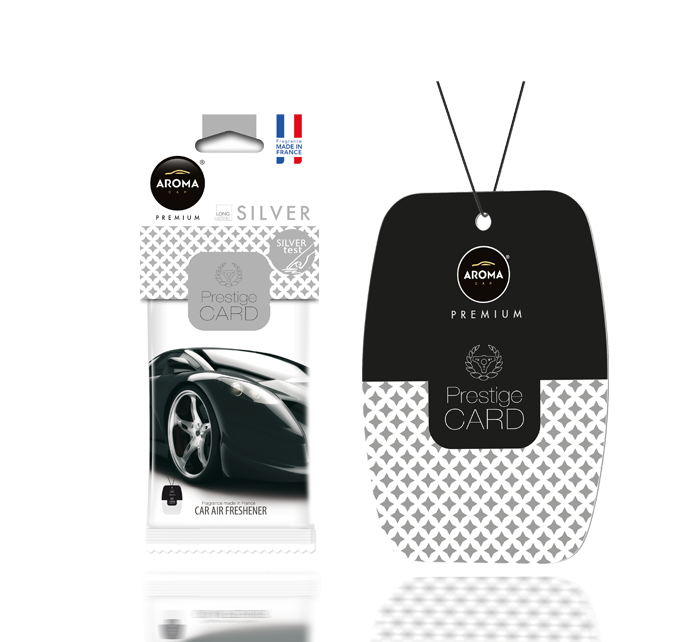 Fragrance
MADE IN
FRANCE
AROMA
CAR
®
PREMIUM
LONG
SILVER
SILVER
test
Prestige
CARD
Fragrance made in France
CAR AIR FRESHENER
AROMA
CAR
®
PREMIUM
Prestige
CARD